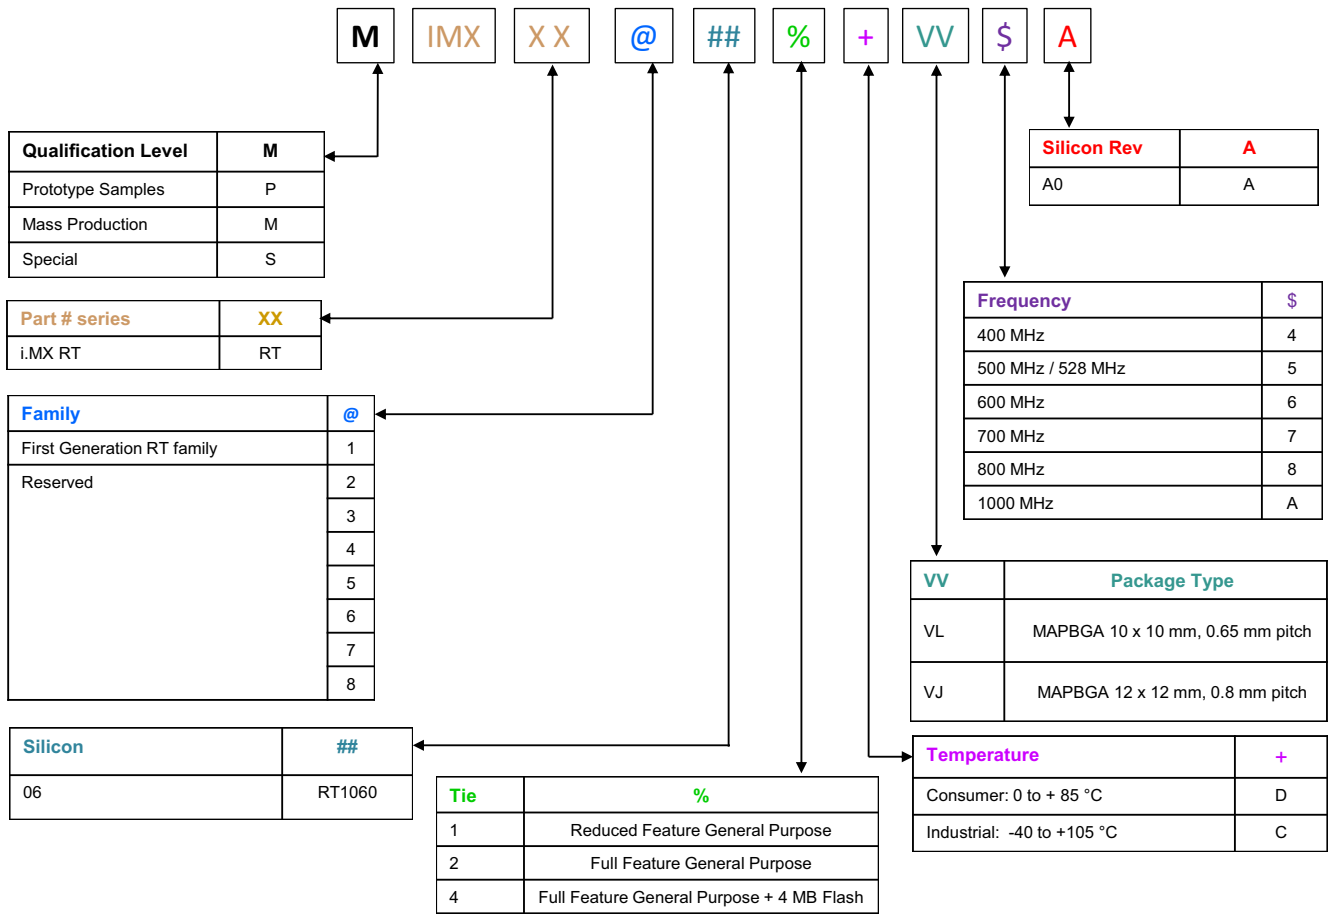 M IMX X X @ ## % + VV $ A
Qualification Level M
Prototype Samples P
Mass Production M
Special S
Silicon Rev A
A0 A
Part # series XX
i.MX RT RT
Frequency $
400 MHz 4
500 MHz / 528 MHz 5
600 MHz 6
700 MHz 7
800 MHz 8
1000 MHz A
Family @
First Generation RT family 1
Reserved 2
3
4
5
6
7
8
VV Package Type
VL MAPBGA 10 x 10 mm, 0.65 mm pitch
VJ MAPBGA 12 x 12 mm, 0.8 mm pitch
Silicon ##
06 RT1060
Tie %
1 Reduced Feature General Purpose
2 Full Feature General Purpose
4 Full Feature General Purpose + 4 MB Flash
Temperature +
Consumer: 0 to + 85 °C D
Industrial: -40 to +105 °C C